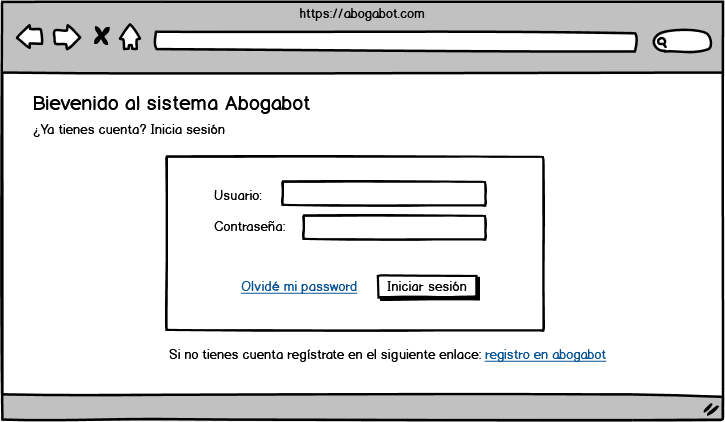 https://abogabot.com
Bievenido al sistema Abogabot
¿Ya tienes cuenta? Inicia sesión
Usuario:
Contraseña:
Olvidé mi password Iniciar sesión
Si no tienes cuenta regístrate en el siguiente enlace: registro en abogabot